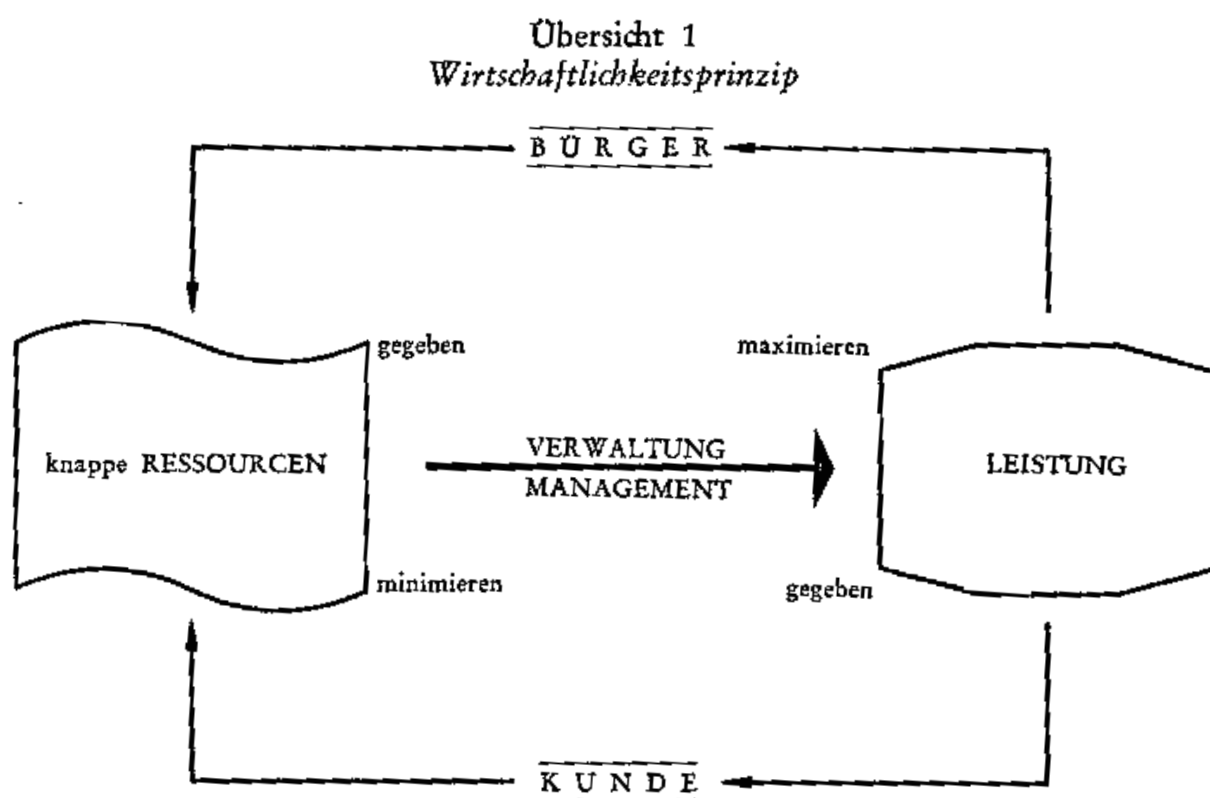 Übersicht 1
Wirtschaftlichkeitsprinzip
BÜRGER
gegeben
maximieren
knappe RESSOURCEN
VERWALTUNG
MANAGEMENT
LEISTUNG
minimieren
gegeben
KUNDE